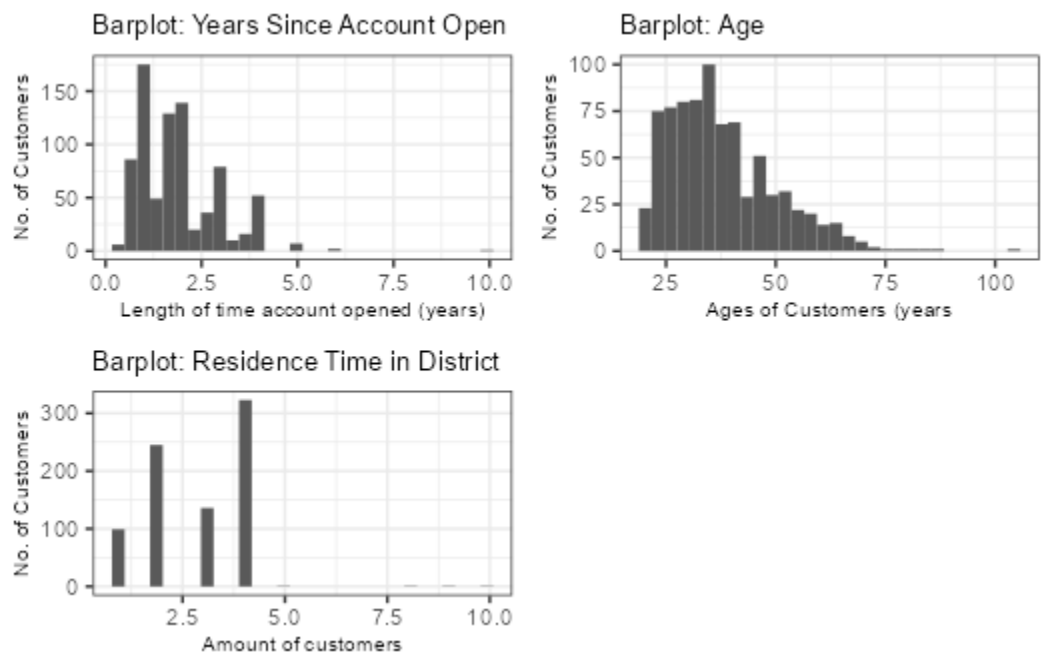 Barplot: Years Since Account Open
No. of Customers
150
100
50
0
0.0 2.5 5.0 7.5 10.0
Length of time account opened (years)
Barplot: Age
No. of Customers
100
75
50
25
0
25 50 75 100
Ages of Customers (years
Barplot: Residence Time in District
No. of Customers
300
200
100
0
2.5 5.0 7.5 10.0
Amount of customers